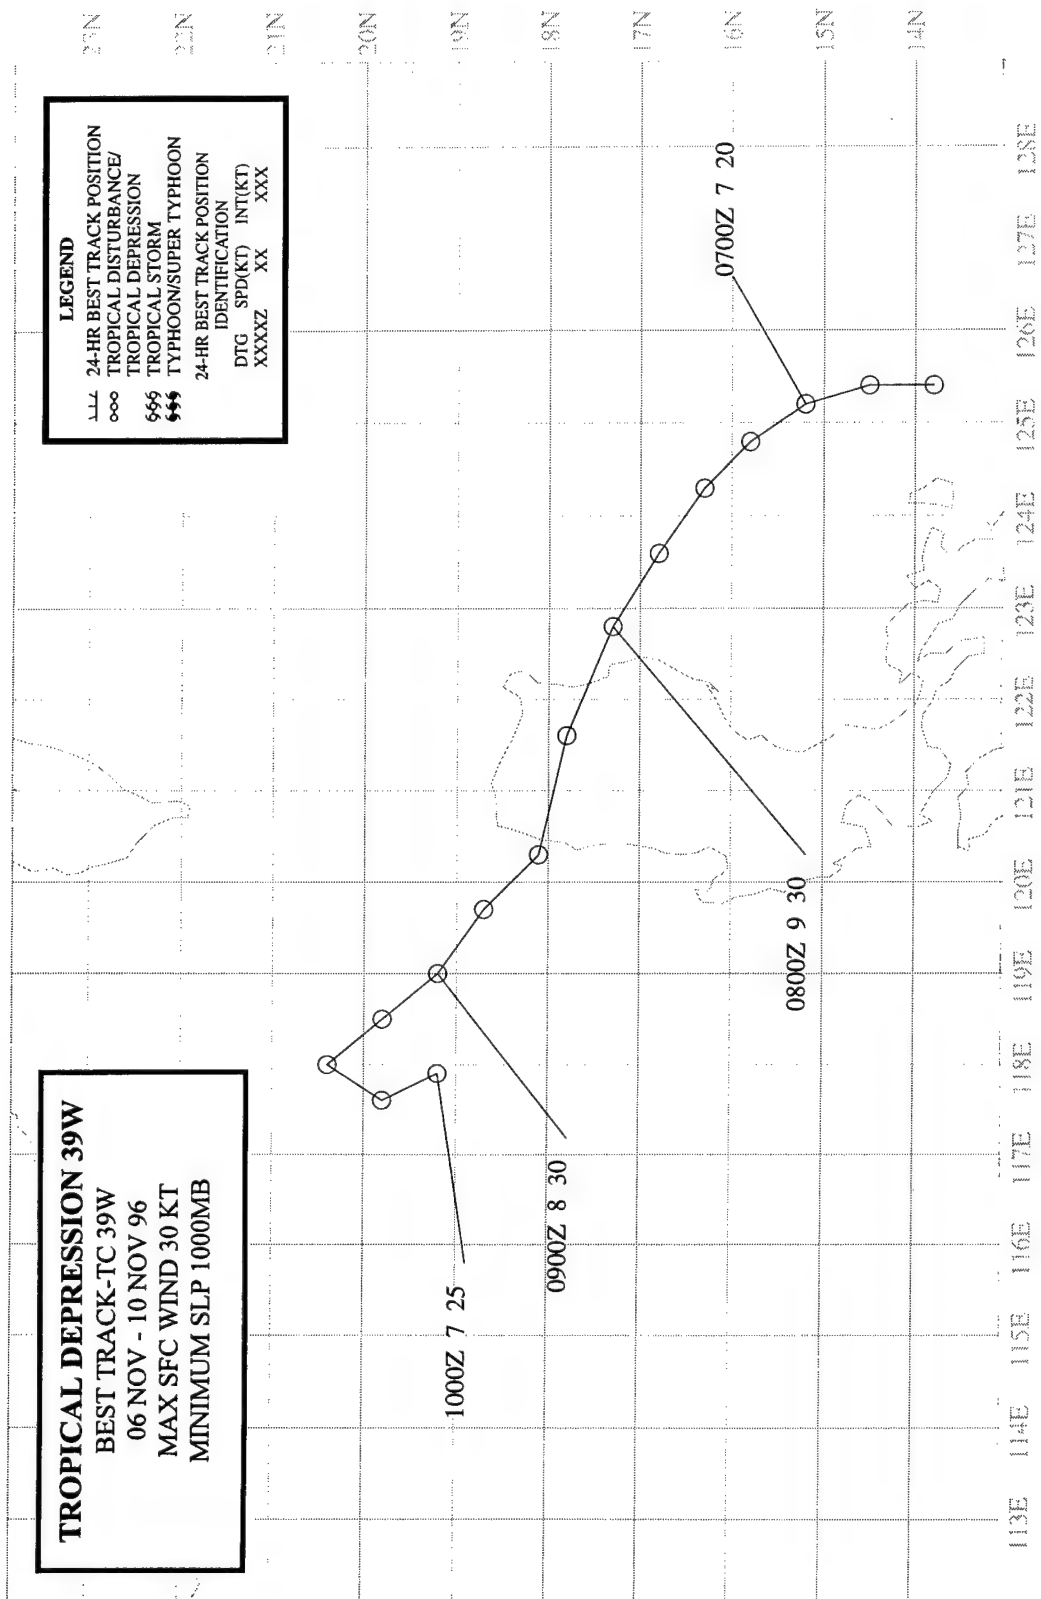 TROPICAL DEPRESSION 39W
BEST TRACK-TC 39W
06 NOV - 10 NOV 96
MAX SFC WIND 30 KT
MINIMUM SLP 1000MB
LEGEND
24-HR BEST TRACK POSITION
TROPICAL DISTURBANCE/
TROPICAL DEPRESSION
TROPICAL STORM
TYPHOON/SUPER TYPHOON
24-HR BEST TRACK POSITION
IDENTIFICATION
DTG SPD(KT) INT(KT)
XXXXZ XX XXX
23N
22N
21N
20N
19N
18N
17N
16N
15N
14N
1000Z 7 25
0900Z 8 30
0800Z 9 30
0700Z 7 20
113E 114E 115E 116E 117E 118E 119E 120E 121E 122E 123E 124E 125E 126E 127E 128E